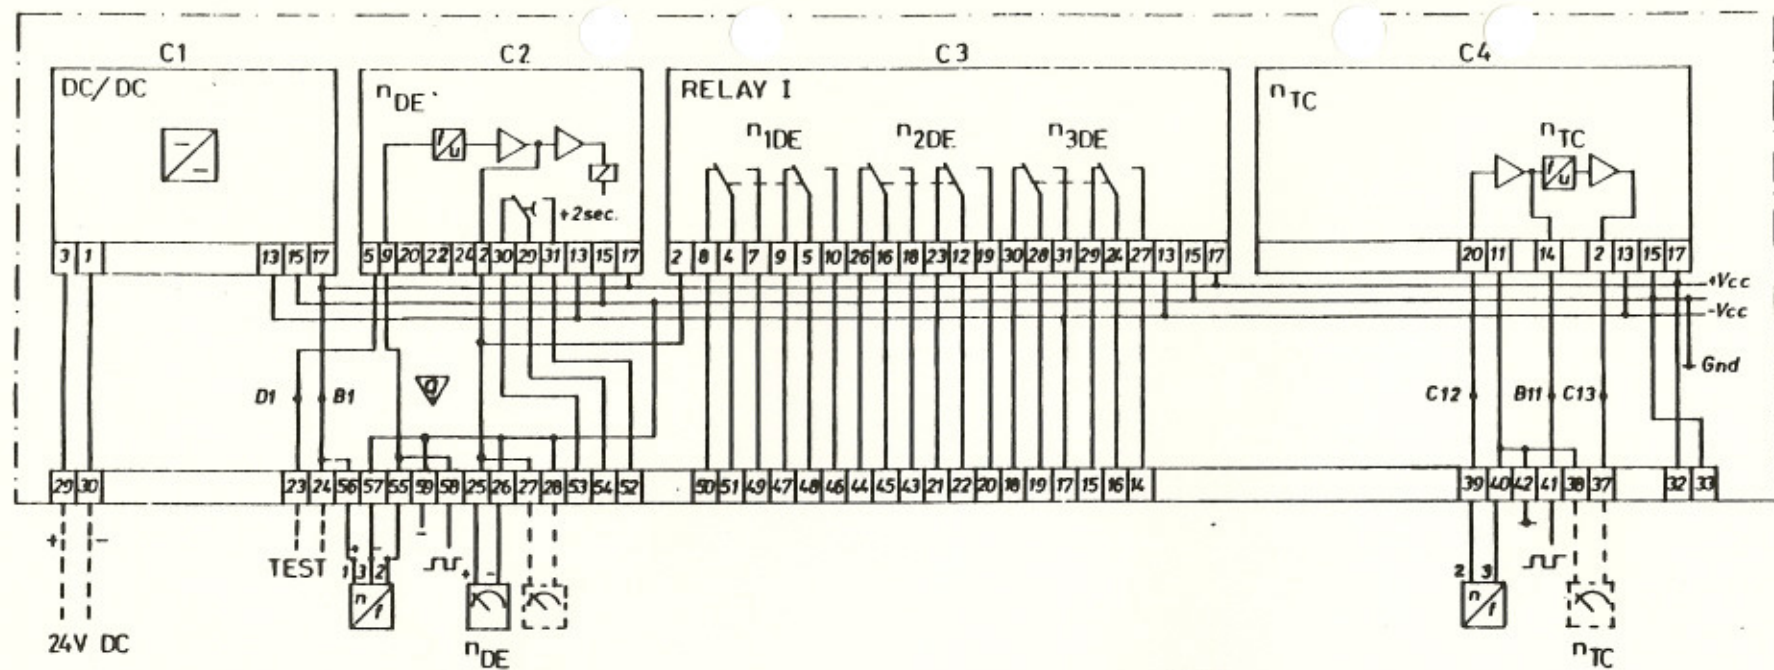 C1 C2 C3 C4
DC/DC nDE RELAY I nTC
n1DE n2DE n3DE nTC
f/u f/u
+2sec.
3 1 13 15 17 5 9 20 22 24 2 30 29 31 13 15 17 2 8 4 7 9 5 10 26 16 18 23 12 19 30 28 31 29 24 27 13 15 17 20 11 14 2 13 15 17
+Vcc
-Vcc
Gnd
D1 B1 C12 B11 C13
29 30 23 24 56 57 55 59 58 25 26 27 28 53 54 52 50 51 49 47 48 46 44 45 43 21 22 20 18 19 17 15 16 14 39 40 42 41 38 37 32 33
+ - - -
TEST 1 3 2 + - 2 3
n/f n/f
24V DC nDE nTC